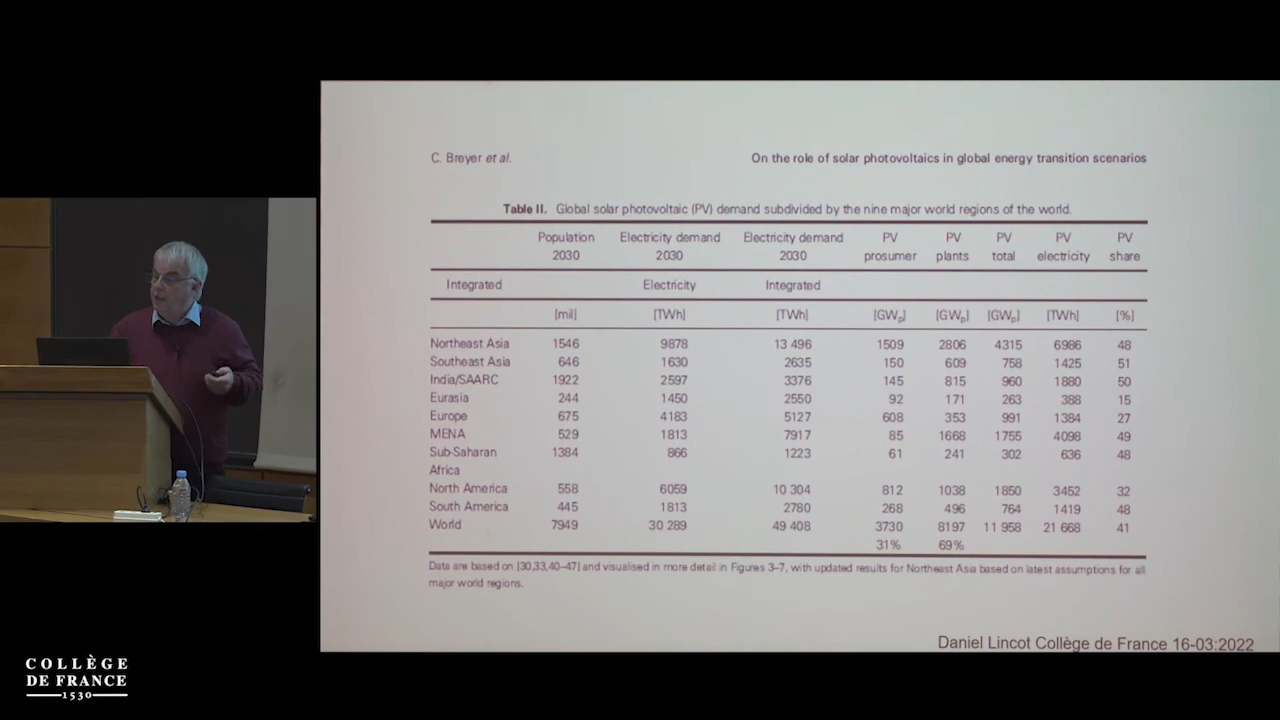 C. Breyer et al.
On the role of solar photovoltaics in global energy transition scenarios
Table II. Global solar photovoltaic (PV) demand subdivided by the nine major world regions of the world.
Population Electricity demand Electricity demand PV PV PV PV PV
2030 2030 2030 prosumer plants total electricity share
Integrated Electricity Integrated
[mil] [TWh] [TWh] [GWp] [GWp] [GWp] [TWh] [%]
Northeast Asia 1546 9878 13 496 1509 2806 4315 6986 48
Southeast Asia 646 1630 2635 150 609 758 1425 51
India/SAARC 1922 2597 3376 145 815 960 1880 50
Eurasia 244 1450 2550 92 171 263 388 15
Europe 675 4183 5127 608 353 991 1384 27
MENA 529 1813 7917 85 1668 1755 4098 49
Sub-Saharan 1384 866 1223 61 241 302 636 48
Africa
North America 558 6059 10 304 812 1038 1850 3452 32
South America 445 1813 2780 268 496 764 1419 48
World 7949 30 289 49 408 3730 8197 11 958 21 668 41
31% 69%
Data are based on [30,33,40–47] and visualised in more detail in Figures 3–7, with updated results for Northeast Asia based on latest assumptions for all
major world regions.
Daniel Lincot Collège de France 16-03:2022
COLLÈGE
DE FRANCE
1530